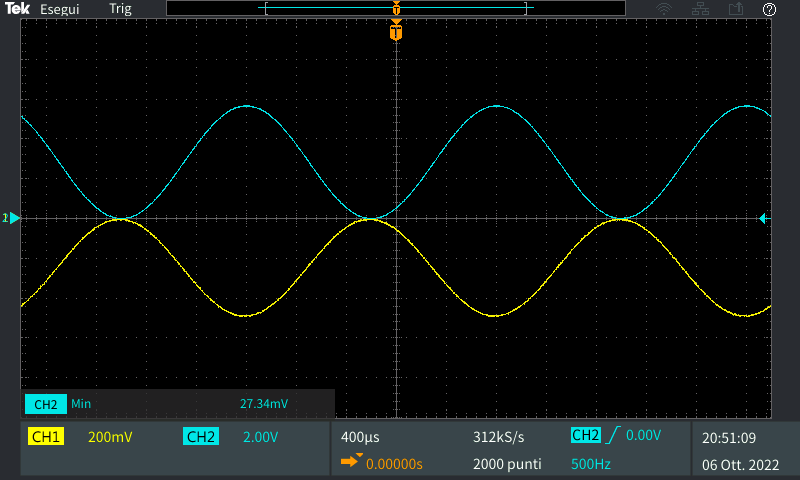 Tek Esegui Trig ?
T
T
CH2 Min 27.34mV
CH1 200mV CH2 2.00V 400µs 312kS/s CH2 0.00V 20:51:09
0.00000s 2000 punti 500Hz 06 Ott. 2022